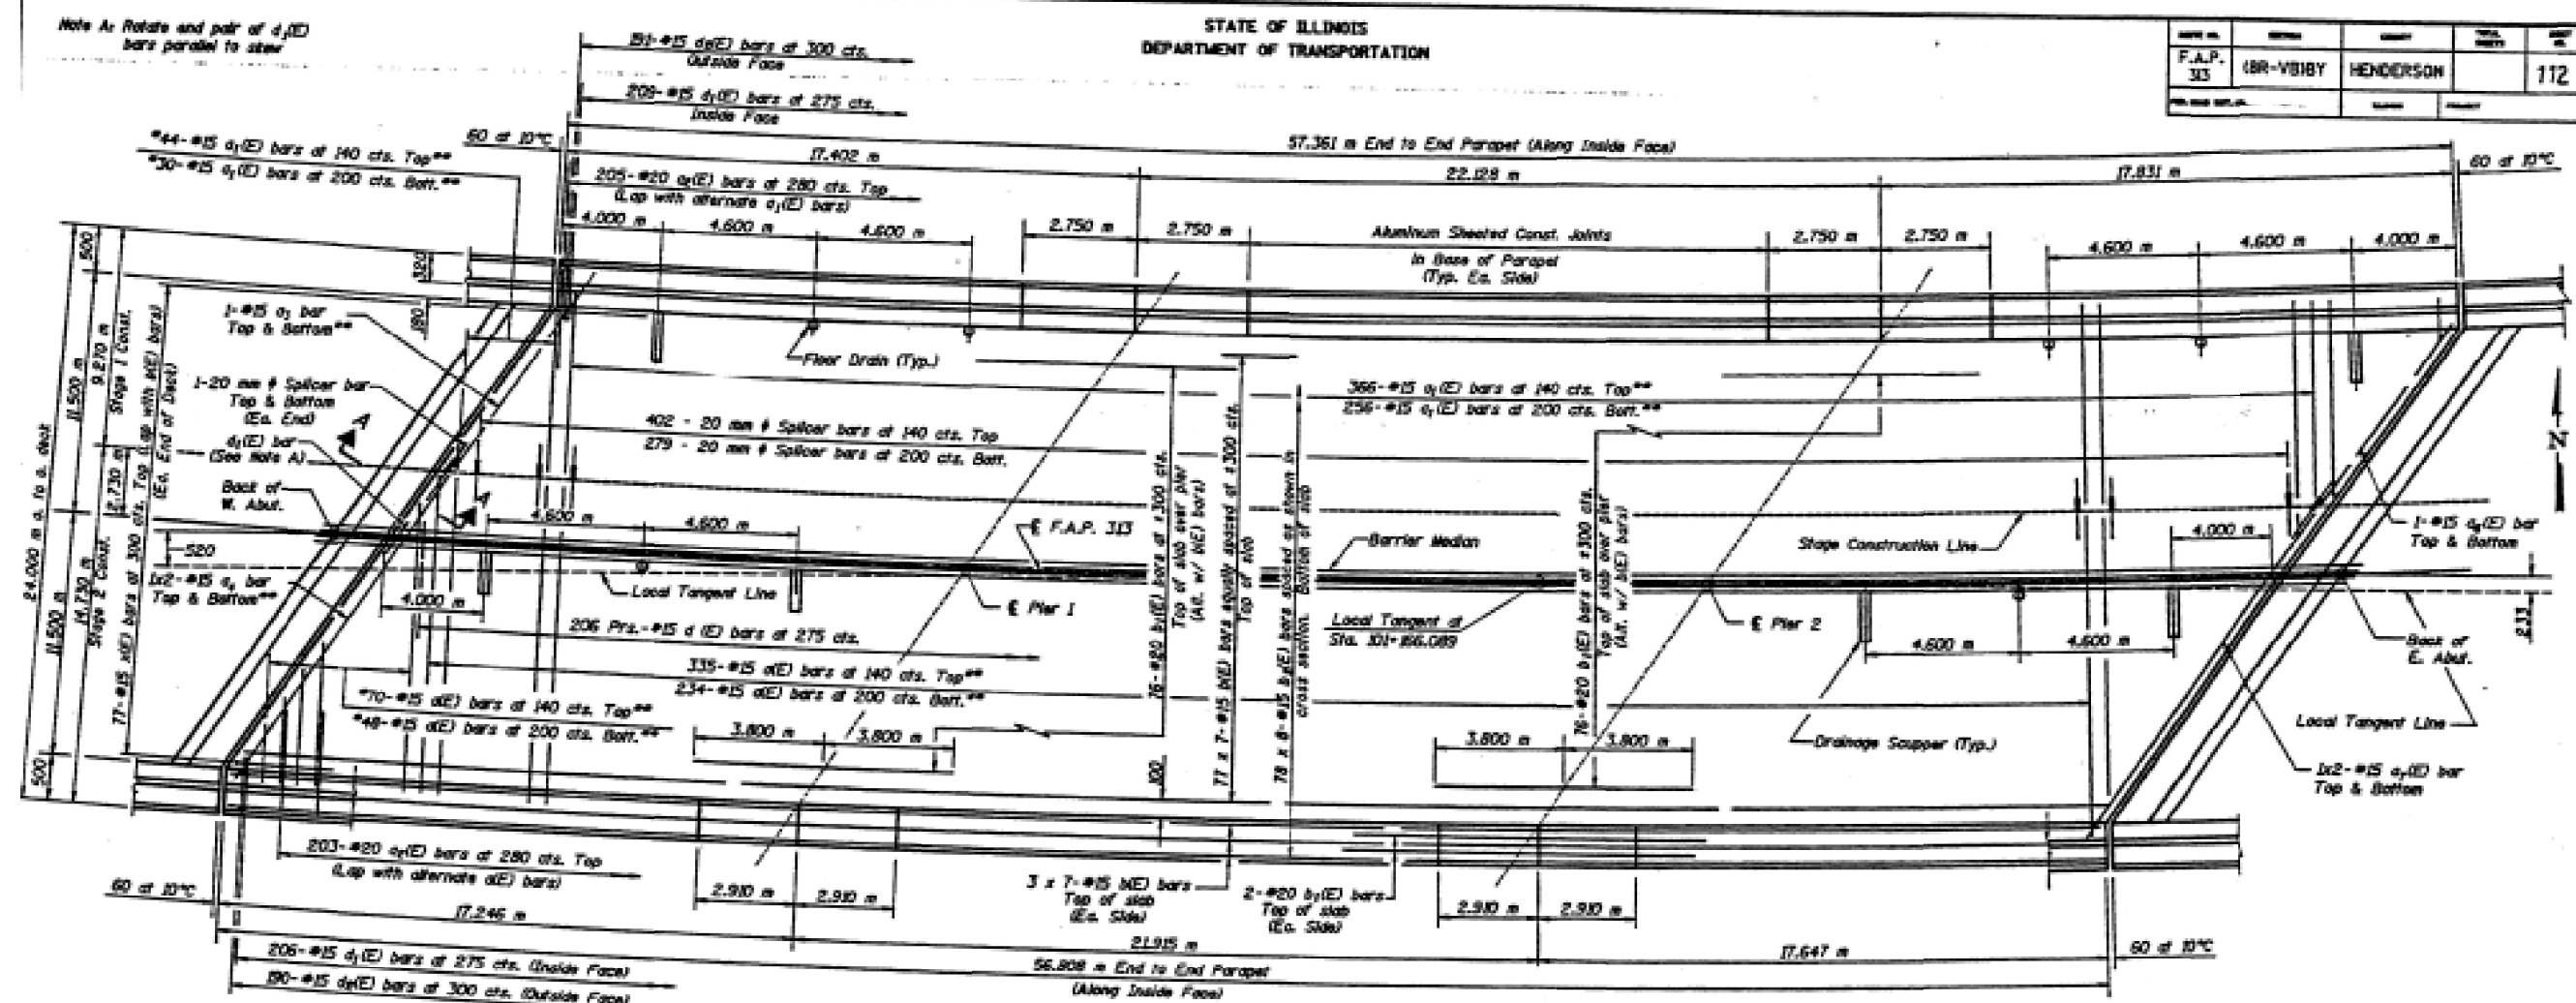 Note A: Rotate end pair of d₁(E)
bars parallel to skew
STATE OF ILLINOIS
DEPARTMENT OF TRANSPORTATION
F.A.P.
313
HENDERSON
112
191-#15 d8(E) bars at 300 cts.
Outside Face
209-#15 d₁(E) bars at 275 cts.
Inside Face
60 at 10°C
57.361 m End to End Parapet (Along Inside Face)
60 at 10°C
*44-#15 a₁(E) bars at 140 cts. Top**
*30-#15 a₁(E) bars at 200 cts. Bott.**
17.402 m
22.128 m
17.831 m
205-#20 a₂(E) bars at 280 cts. Top
(Lap with alternate a₁(E) bars)
4.000 m
4.600 m
4.600 m
2.750 m
2.750 m
Aluminum Sheeted Const. Joints
In Base of Parapet
(Typ. Ea. Side)
2.750 m
2.750 m
4.600 m
4.600 m
4.000 m
500
320
180
24.000 m o. to o. deck
11.500 m
11.500 m
500
9.270 m
Stage 1 Const.
2.730 m
14.730 m
Stage 2 Const.
77-#15 x(E) bars at 300 cts. Top (Lap with b(E) bars)
(Ea. End of Deck)
1-#15 a₃ bar
Top & Bottom**
1-20 mm ϕ Splicer bar
Top & Bottom
(Ea. End)
d₁(E) bar
(See Note A)
A
A
Back of
W. Abut.
520
1x2-#15 a₄ bar
Top & Bottom**
Floor Drain (Typ.)
402 - 20 mm ϕ Splicer bars at 140 cts. Top
279 - 20 mm ϕ Splicer bars at 200 cts. Bott.
366-#15 a₁(E) bars at 140 cts. Top**
256-#15 a₁(E) bars at 200 cts. Bott.**
4.600 m
4.600 m
℄ F.A.P. 313
Barrier Median
Stage Construction Line
4.000 m
1-#15 a₆(E) bar
Top & Bottom
N
Local Tangent Line
℄ Pier 1
4.000 m
Local Tangent at
Sta. 101+166.089
℄ Pier 2
4.600 m
4.600 m
233
Back of
E. Abut.
Local Tangent Line
206 Prs.-#15 d (E) bars at 275 cts.
335-#15 a(E) bars at 140 cts. Top**
234-#15 a(E) bars at 200 cts. Bott.**
*70-#15 a(E) bars at 140 cts. Top**
*48-#15 a(E) bars at 200 cts. Bott.**
76-#20 b₁(E) bars at ±300 cts.
Top of slab over pier
(Alt. w/ b(E) bars)
77 x 7-#15 b(E) bars equally spaced at ±300 cts.
Top of slab
78 x 8-#15 b₂(E) bars spaced as shown in
cross section. Bottom of slab
76-#20 b₁(E) bars at ±300 cts.
Top of slab over pier
(Alt. w/ b(E) bars)
3.800 m
3.800 m
100
3.800 m
3.800 m
Drainage Scupper (Typ.)
1x2-#15 a₇(E) bar
Top & Bottom
203-#20 a₂(E) bars at 280 cts. Top
(Lap with alternate a(E) bars)
60 at 10°C
2.910 m
2.910 m
3 x 7-#15 b(E) bars
Top of slab
(Ea. Side)
2-#20 b₁(E) bars
Top of slab
(Ea. Side)
2.910 m
2.910 m
17.246 m
21.915 m
17.647 m
60 at 10°C
206-#15 d₁(E) bars at 275 cts. (Inside Face)
56.808 m End to End Parapet
(Along Inside Face)
190-#15 d8(E) bars at 300 cts. (Outside Face)